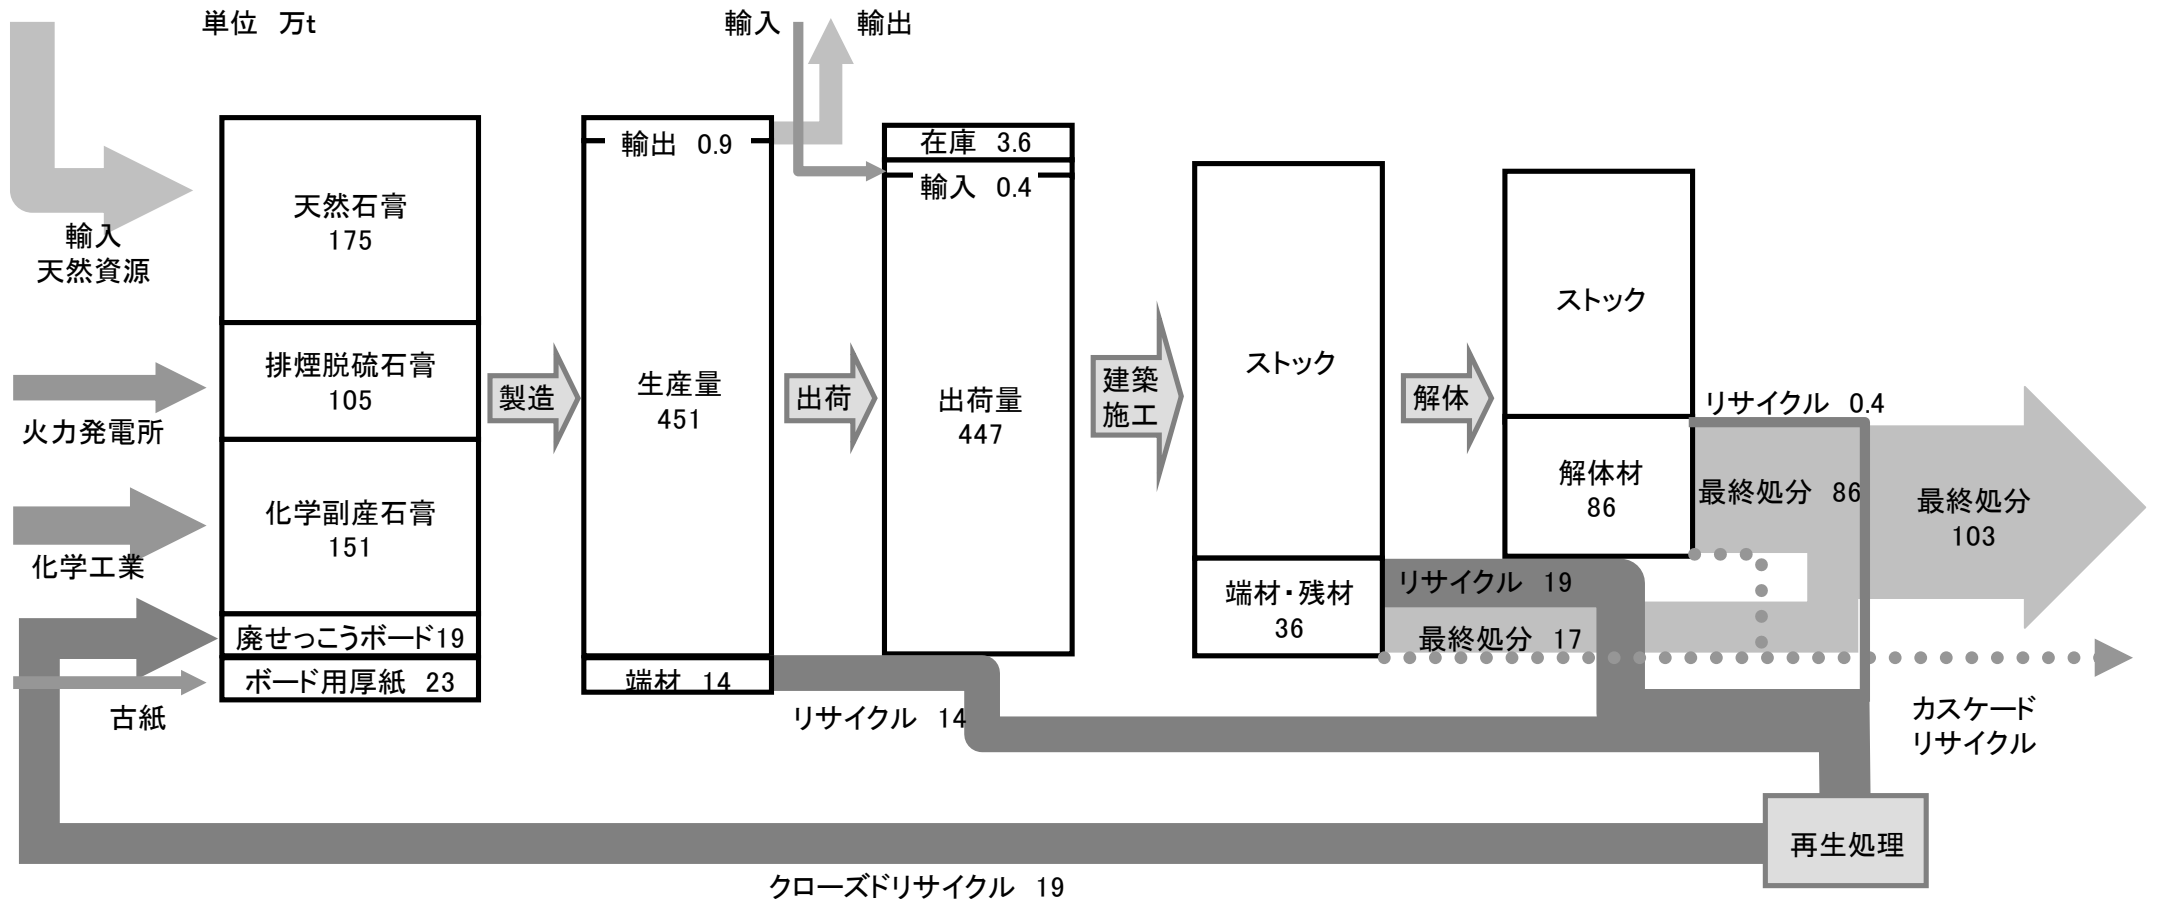 単位　万t
輸入
輸出
輸入
天然資源
火力発電所
化学工業
古紙
天然石膏
175
排煙脱硫石膏
105
化学副産石膏
151
廃せっこうボード19
ボード用厚紙　23
製造
輸出　0.9
生産量
451
端材　14
リサイクル　14
出荷
在庫　3.6
輸入　0.4
出荷量
447
建築
施工
ストック
端材・残材
36
リサイクル　19
最終処分　17
解体
ストック
解体材
86
リサイクル　0.4
最終処分　86
最終処分
103
カスケード
リサイクル
再生処理
クローズドリサイクル　19